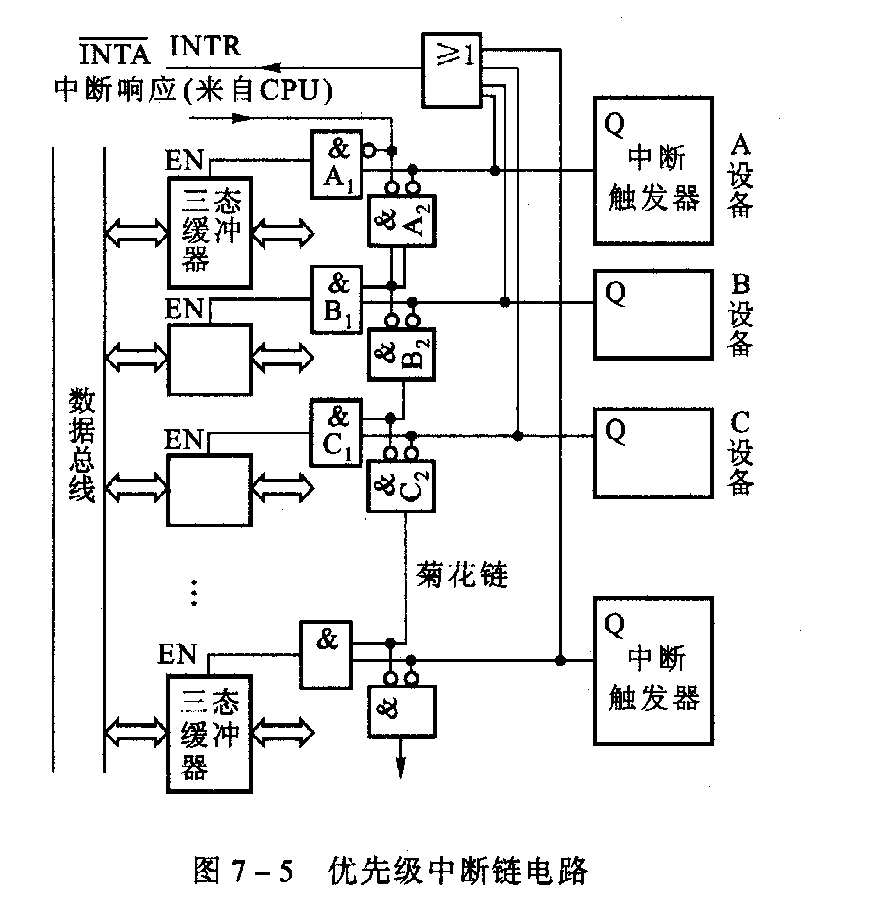 INTA INTR
中断响应(来自CPU)
≥1
EN
&
A1
Q
中断
触发器
A设备
三态
缓冲
器
&
A2
EN
&
B1
Q
B设备
&
B2
数据总线
EN
&
C1
Q
C设备
&
C2
菊花链
…
EN
&
Q
中断
触发器
三态
缓冲
器
&
图 7-5 优先级中断链电路